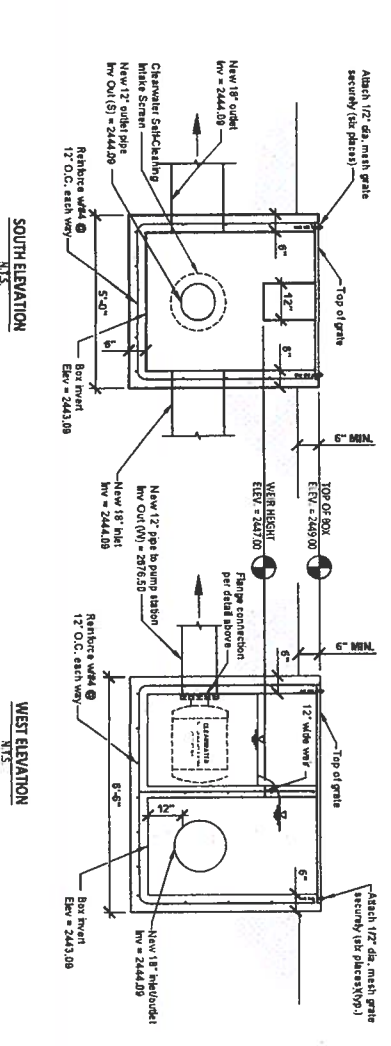 Attach 1/2" dia. mesh grate
securely (six places)
Top of grate
New 18" outlet
Inv = 2444.09
Clearwater Self-Cleaning
Intake Screen
New 12" outlet pipe
Inv Out (S) = 2444.09
Reinforce w/#4 @
12" O.C. each way
12"
6"
6"
6"
5'-0"
Box invert
Elev = 2443.09
New 18" inlet
Inv = 2444.09
SOUTH ELEVATION
N.T.S.
6" MIN.
TOP OF BOX
ELEV. = 2449.00
WEIR HEIGHT
ELEV. = 2447.00
6" MIN.
Attach 1/2" dia. mesh grate
securely (six places)(typ.)
Top of grate
12" wide weir
Flange connection
per detail above
New 12" pipe to pump station
Inv Out (W) = 2876.50
Reinforce w/#4 @
12" O.C. each way
6"
6"
CLEARWATER
12"
6'-6"
New 18" inlet/outlet
Inv = 2444.09
Box invert
Elev = 2443.09
WEST ELEVATION
N.T.S.